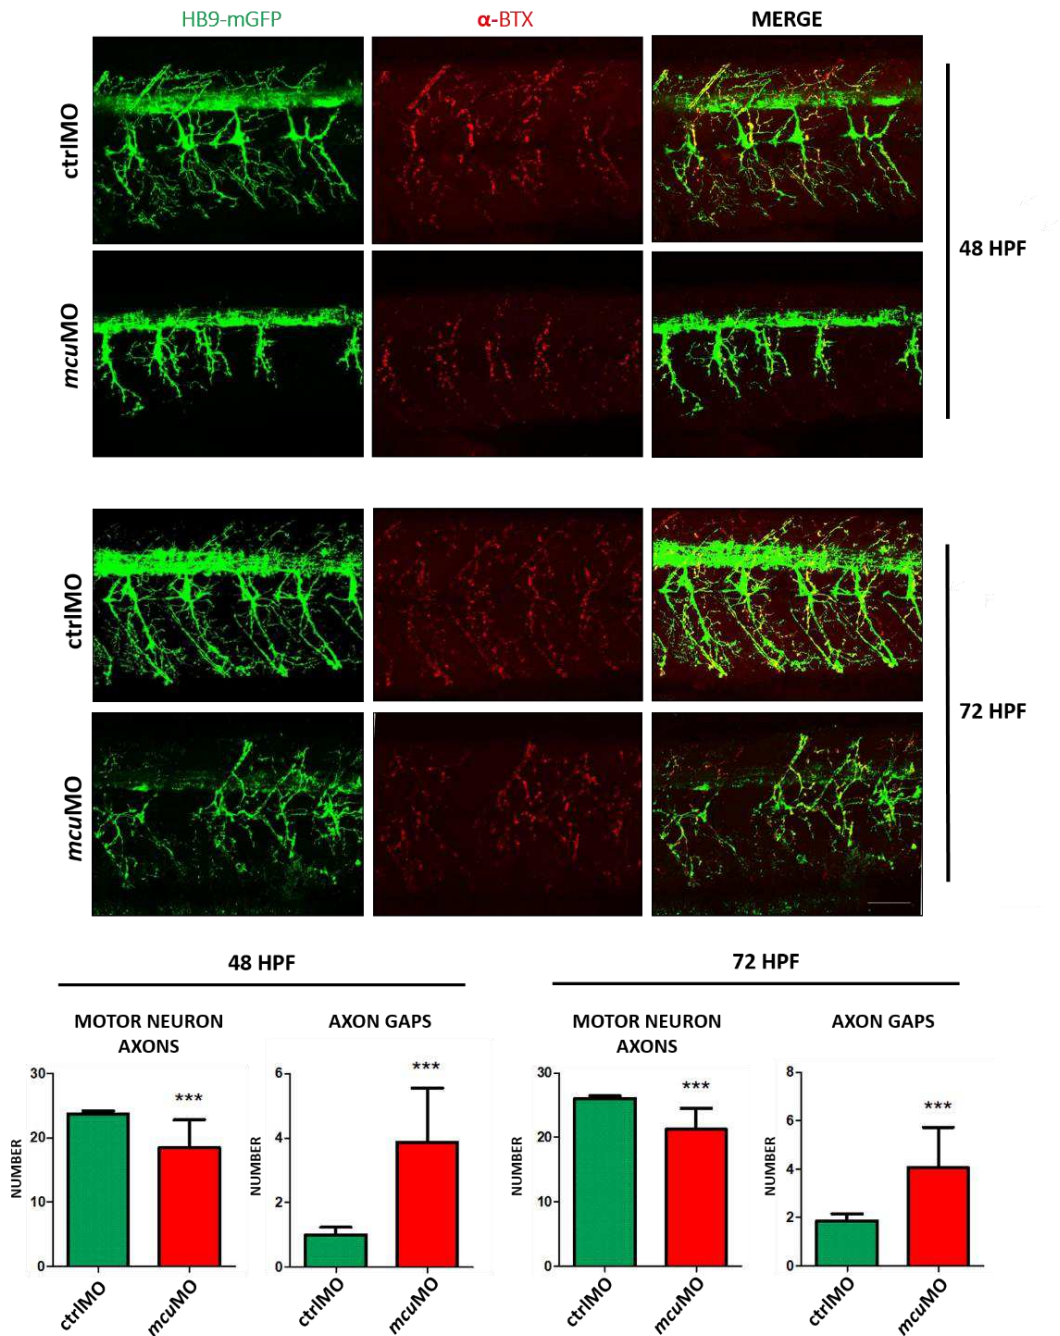 HB9-mGFP α-BTX MERGE
ctrlMO
mcuMO
48 HPF
ctrlMO
mcuMO
72 HPF
48 HPF
72 HPF
MOTOR NEURON
AXONS
AXON GAPS
MOTOR NEURON
AXONS
AXON GAPS
NUMBER
30
20
10
0
***
ctrlMO
mcuMO
NUMBER
6
4
2
0
***
ctrlMO
mcuMO
NUMBER
30
20
10
0
***
ctrlMO
mcuMO
NUMBER
8
6
4
2
0
***
ctrlMO
mcuMO